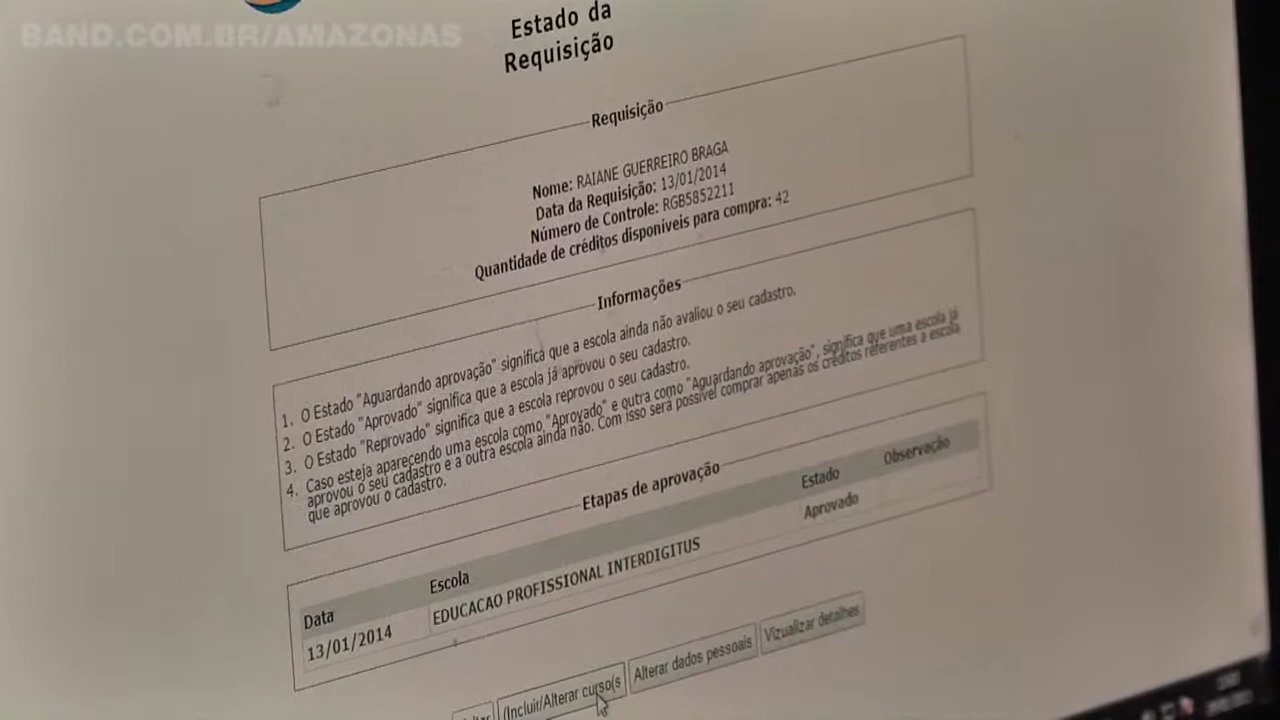 BAND.COM.BR/AMAZONAS
Estado da
Requisição
Requisição
Nome: RAIANE GUERREIRO BRAGA
Data da Requisição: 13/01/2014
Número de Controle: RGB5852211
Quantidade de créditos disponíveis para compra: 42
Informações
1. O Estado "Aguardando aprovação" significa que a escola ainda não avaliou o seu cadastro.
2. O Estado "Aprovado" significa que a escola já aprovou o seu cadastro.
3. O Estado "Reprovado" significa que a escola reprovou o seu cadastro.
4. Caso esteja aparecendo uma escola como "Aprovado" e outra como "Aguardando aprovação", significa que uma escola já
aprovou o seu cadastro e a outra escola ainda não. Com isso será possível comprar apenas os créditos referentes a escola
que aprovou o cadastro.
Etapas de aprovação
Data Escola Estado Observação
13/01/2014 EDUCACAO PROFISSIONAL INTERDIGITUS Aprovado
(Incluir/Alterar curso(s Alterar dados pessoais Vizualizar detalhes